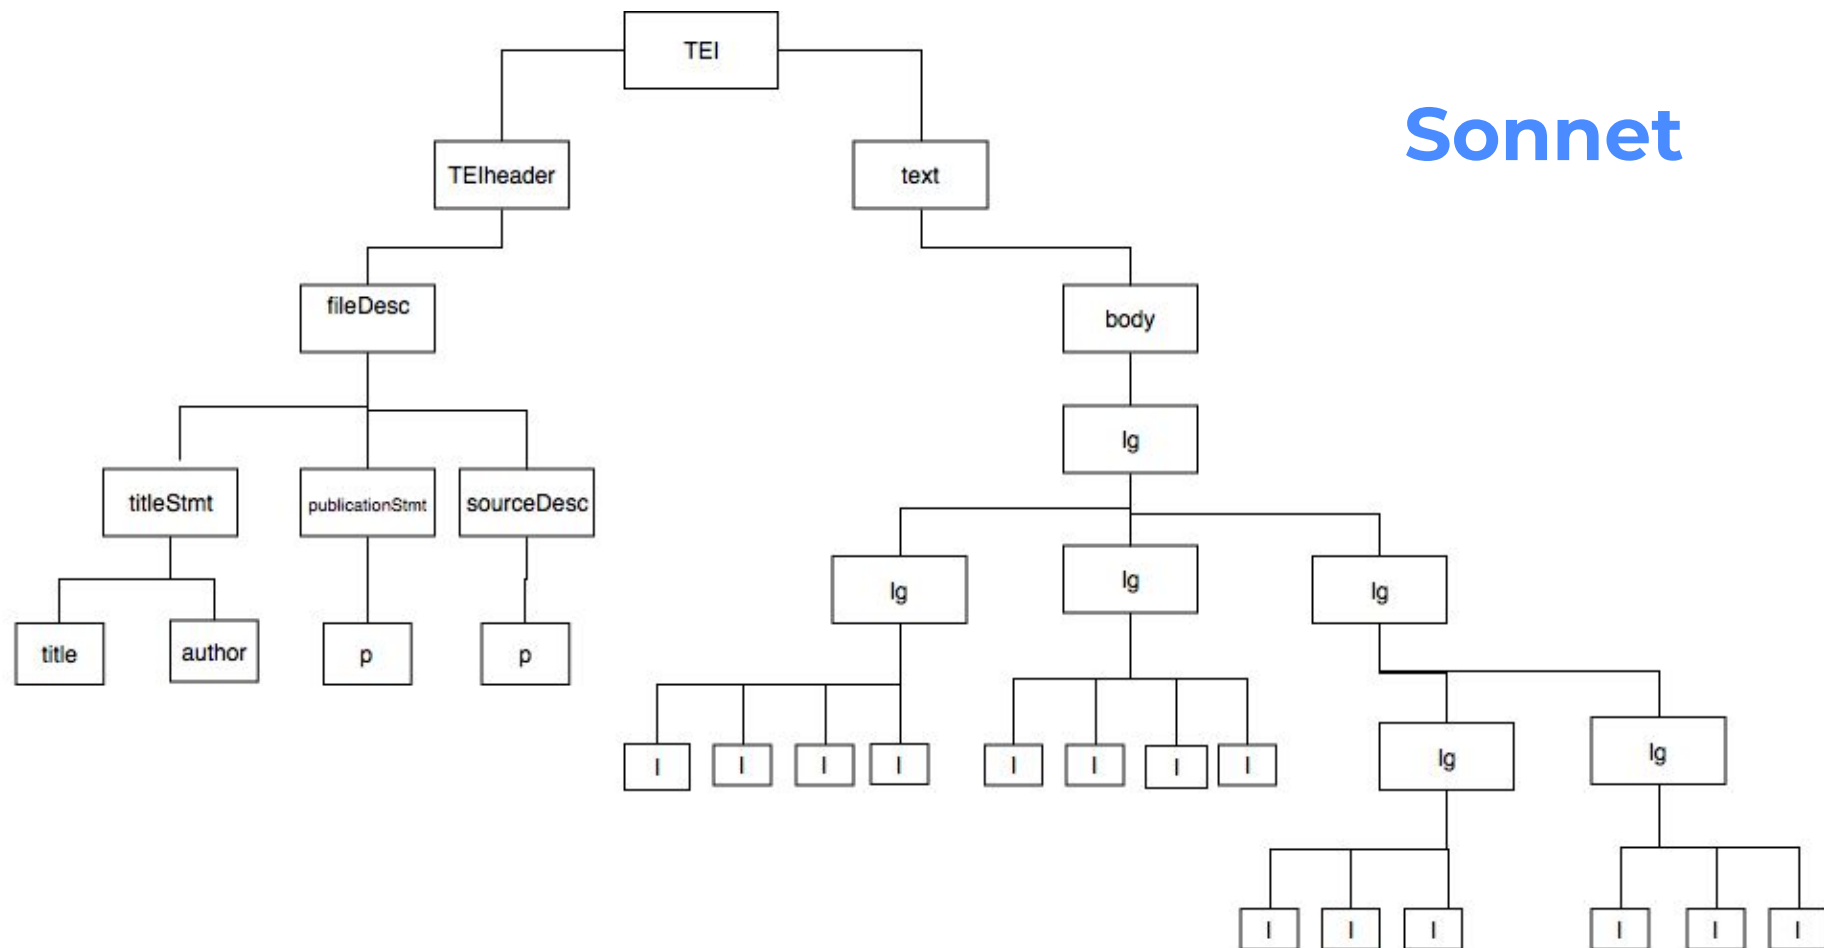 TEI
Sonnet
TEIheader
text
fileDesc
body
lg
titleStmt
publicationStmt
sourceDesc
lg
lg
lg
title
author
p
p
l
l
l
l
l
l
l
l
lg
lg
l
l
l
l
l
l